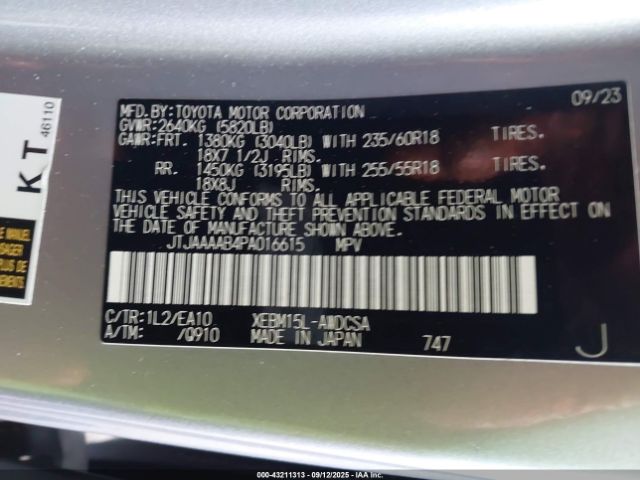 09/23
MFD.BY:TOYOTA MOTOR CORPORATION
GVWR:2640KG (5820LB)
GAWR:FRT. 1380KG (3040LB) WITH 235/60R18 TIRES.
18X7 1/2J RIMS.
RR. 1450KG (3195LB) WITH 255/55R18 TIRES.
18X8J RIMS.
THIS VEHICLE CONFORMS TO ALL APPLICABLE FEDERAL MOTOR
VEHICLE SAFETY AND THEFT PREVENTION STANDARDS IN EFFECT ON
THE DATE OF MANUFACTURE SHOWN ABOVE.
JTJAAAAB4PA016615 MPV
C/TR:1L2/EA10 XEBM15L-AWDCSA
A/TM: /Q910 MADE IN JAPAN 747 J
KT
46110
000-43211313 - 09/12/2025 - IAAI.COM